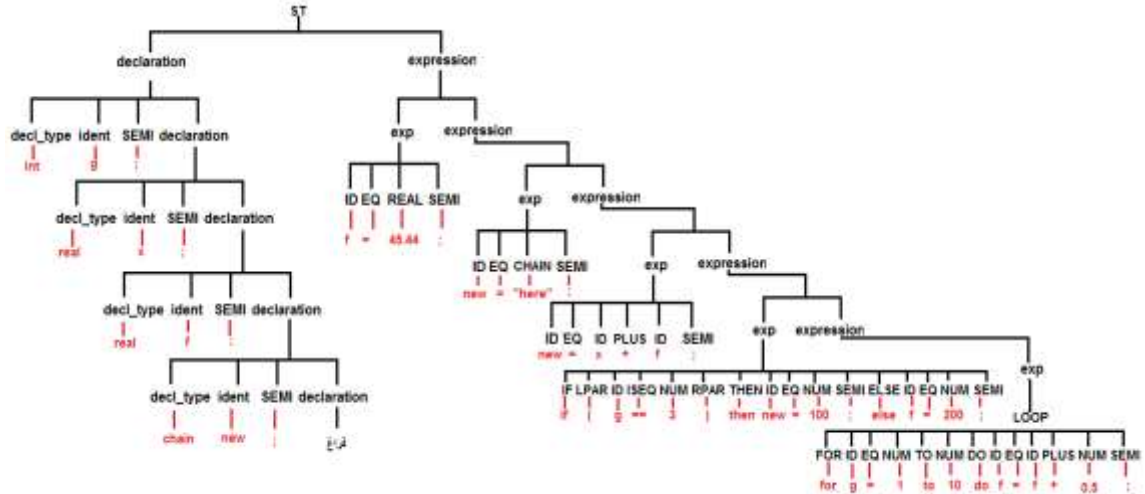 ST
declaration expression
decl_type ident SEMI declaration
int g ;
exp expression
decl_type ident SEMI declaration
real x ;
ID EQ REAL SEMI
f = 45.44 ;
exp expression
decl_type ident SEMI declaration
real f ;
ID EQ CHAIN SEMI
new = "here" ;
exp expression
decl_type ident SEMI declaration
chain new ; فراغ
ID EQ ID PLUS ID SEMI
new = x + f ;
exp expression
IF LPAR ID ISEQ NUM RPAR THEN ID EQ NUM SEMI ELSE ID EQ NUM SEMI
if ( g == 3 ) then new = 100 ; else f = 200 ;
exp
LOOP
FOR ID EQ NUM TO NUM DO ID EQ ID PLUS NUM SEMI
for g = 1 to 10 do f = f + 0.5 ;